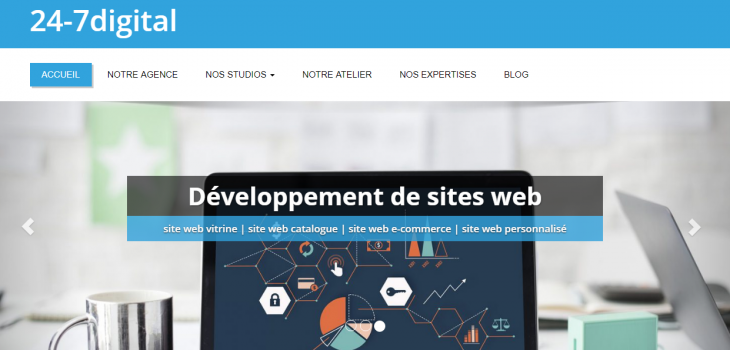 24-7digital
ACCUEIL NOTRE AGENCE NOS STUDIOS NOTRE ATELIER NOS EXPERTISES BLOG
Développement de sites web
site web vitrine | site web catalogue | site web e-commerce | site web personnalisé